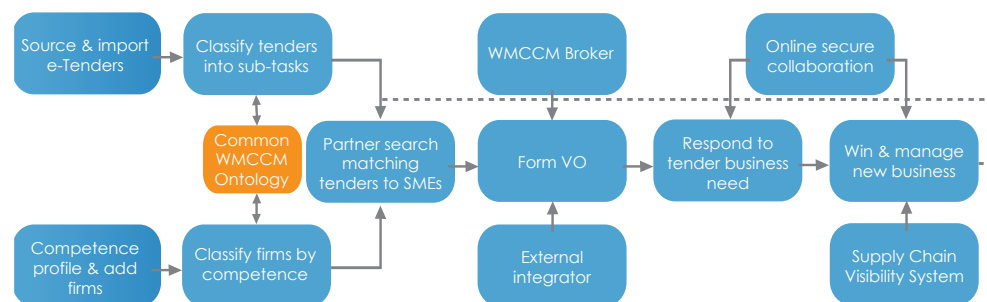 Source & import
e-Tenders
Classify tenders
into sub-tasks
WMCCM Broker
Online secure
collaboration
Common
WMCCM
Ontology
Partner search
matching
tenders to SMEs
Form VO
Respond to
tender business
need
Win & manage
new business
Competence
profile & add
firms
Classify firms by
competence
External
integrator
Supply Chain
Visibility System